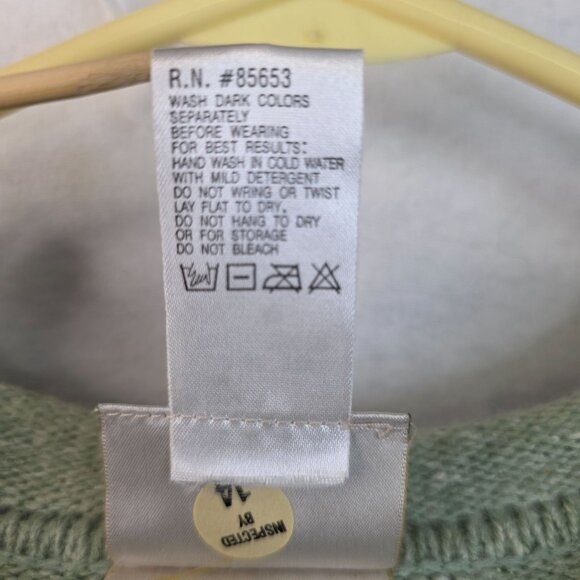 R.N. #85653
WASH DARK COLORS
SEPARATELY
BEFORE WEARING
FOR BEST RESULTS:
HAND WASH IN COLD WATER
WITH MILD DETERGENT
DO NOT WRING OR TWIST
LAY FLAT TO DRY.
DO NOT HANG TO DRY
OR FOR STORAGE
DO NOT BLEACH
INSPECTED
BY
14